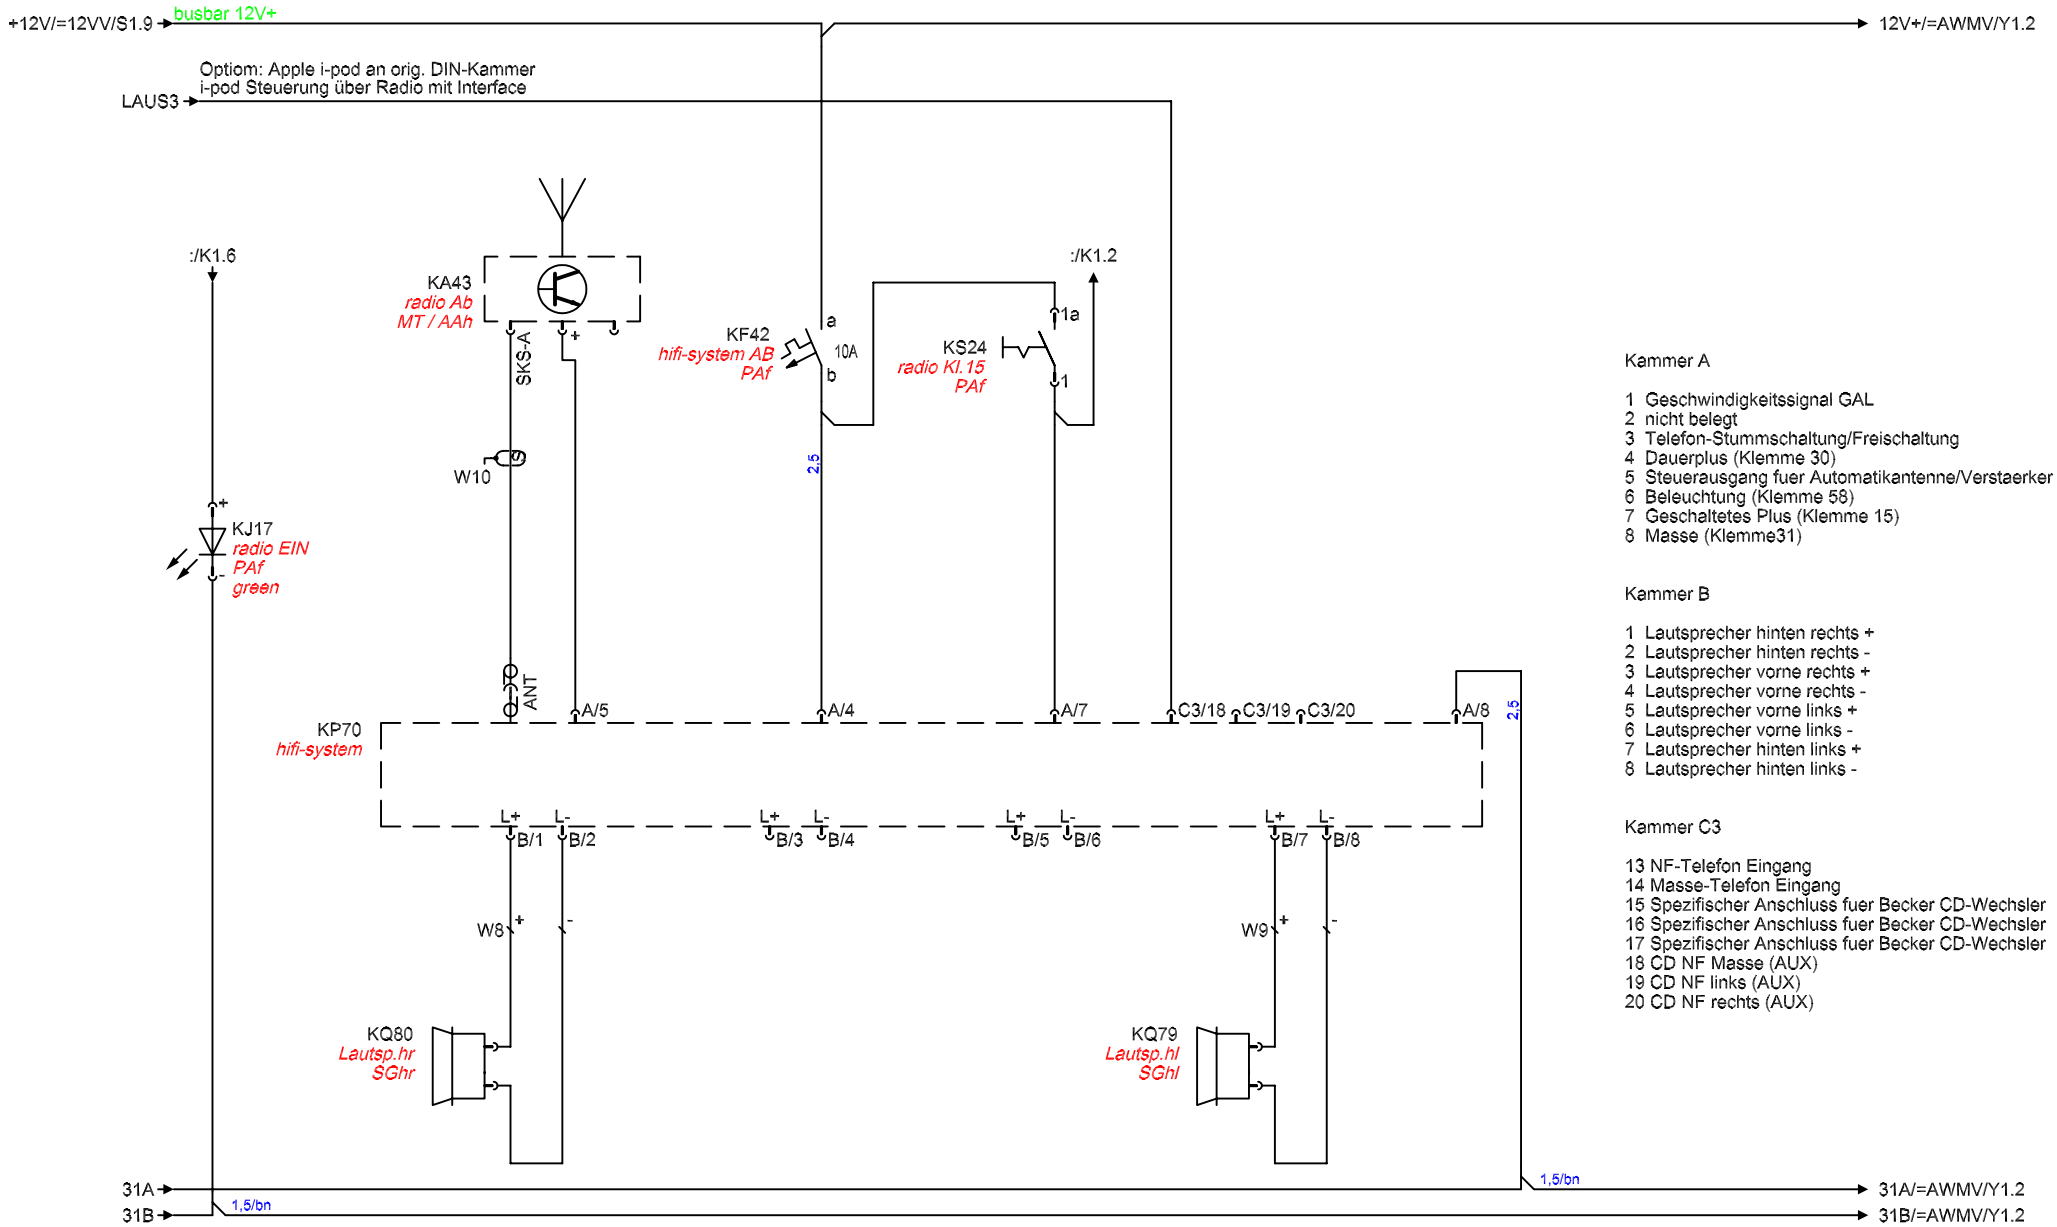 busbar 12V+
+12V/=12VV/S1.9
12V+/=AWMV/Y1.2
Optiom: Apple i-pod an orig. DIN-Kammer
i-pod Steuerung über Radio mit Interface
LAUS3
:/K1.6
:/K1.2
KA43
radio Ab
MT / AAh
+
SKS-A
KF42
hifi-system AB
PAf
a
10A
b
KS24
radio Kl.15
PAf
1a
1
W10
S
2,5
+
KJ17
radio EIN
PAf
green
-
ANT
A/5
A/4
A/7
C3/18
C3/19
C3/20
A/8
2,5
KP70
hifi-system
L+
L-
L+
L-
L+
L-
L+
L-
B/1
B/2
B/3
B/4
B/5
B/6
B/7
B/8
W8
+
-
W9
+
-
KQ80
Lautsp.hr
SGhr
KQ79
Lautsp.hl
SGhl
Kammer A
1 Geschwindigkeitssignal GAL
2 nicht belegt
3 Telefon-Stummschaltung/Freischaltung
4 Dauerplus (Klemme 30)
5 Steuerausgang fuer Automatikantenne/Verstaerker
6 Beleuchtung (Klemme 58)
7 Geschaltetes Plus (Klemme 15)
8 Masse (Klemme31)
Kammer B
1 Lautsprecher hinten rechts +
2 Lautsprecher hinten rechts -
3 Lautsprecher vorne rechts +
4 Lautsprecher vorne rechts -
5 Lautsprecher vorne links +
6 Lautsprecher vorne links -
7 Lautsprecher hinten links +
8 Lautsprecher hinten links -
Kammer C3
13 NF-Telefon Eingang
14 Masse-Telefon Eingang
15 Spezifischer Anschluss fuer Becker CD-Wechsler
16 Spezifischer Anschluss fuer Becker CD-Wechsler
17 Spezifischer Anschluss fuer Becker CD-Wechsler
18 CD NF Masse (AUX)
19 CD NF links (AUX)
20 CD NF rechts (AUX)
31A
1,5/bn
31A/=AWMV/Y1.2
31B
1,5/bn
31B/=AWMV/Y1.2